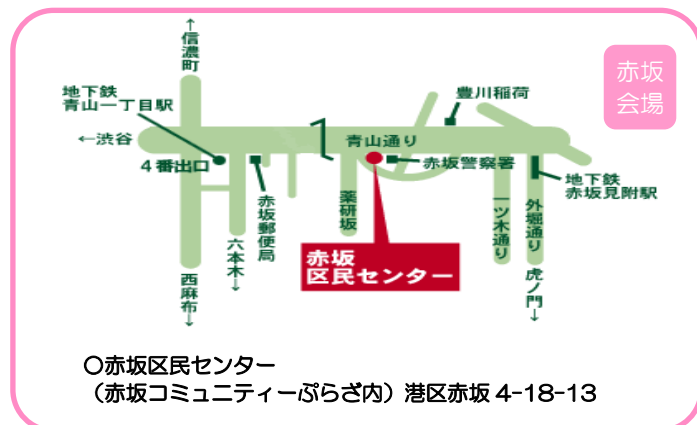 ↑信濃町
赤坂
会場
地下鉄
青山一丁目駅
豊川稲荷
←渋谷
青山通り
4番出口
赤坂警察署
地下鉄
赤坂見附駅
赤坂郵便局
薬研坂
一ツ木通り
外堀通り
六本木↓
赤坂
区民センター
西麻布↓
虎ノ門↓
○赤坂区民センター
（赤坂コミュニティーぷらざ内）港区赤坂 4-18-13